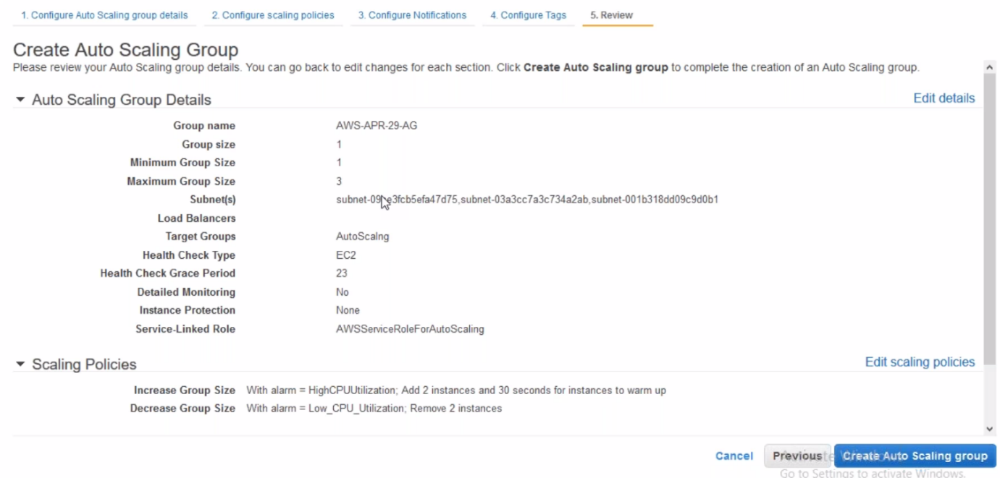 1. Configure Auto Scaling group details 2. Configure scaling policies 3. Configure Notifications 4. Configure Tags 5. Review
Create Auto Scaling Group
Please review your Auto Scaling group details. You can go back to edit changes for each section. Click Create Auto Scaling group to complete the creation of an Auto Scaling group.
Auto Scaling Group Details Edit details
Group name AWS-APR-29-AG
Group size 1
Minimum Group Size 1
Maximum Group Size 3
Subnet(s) subnet-03a3cc7a3c734a2ab,subnet-001b318dd09c9d0b1
Load Balancers
Target Groups AutoScalng
Health Check Type EC2
Health Check Grace Period 23
Detailed Monitoring No
Instance Protection None
Service-Linked Role AWSServiceRoleForAutoScaling
Scaling Policies Edit scaling policies
Increase Group Size With alarm = HighCPUUtilization; Add 2 instances and 30 seconds for instances to warm up
Decrease Group Size With alarm = Low_CPU_Utilization; Remove 2 instances
Cancel Previous Create Auto Scaling group
Activate Windows
Go to Settings to activate Windows.